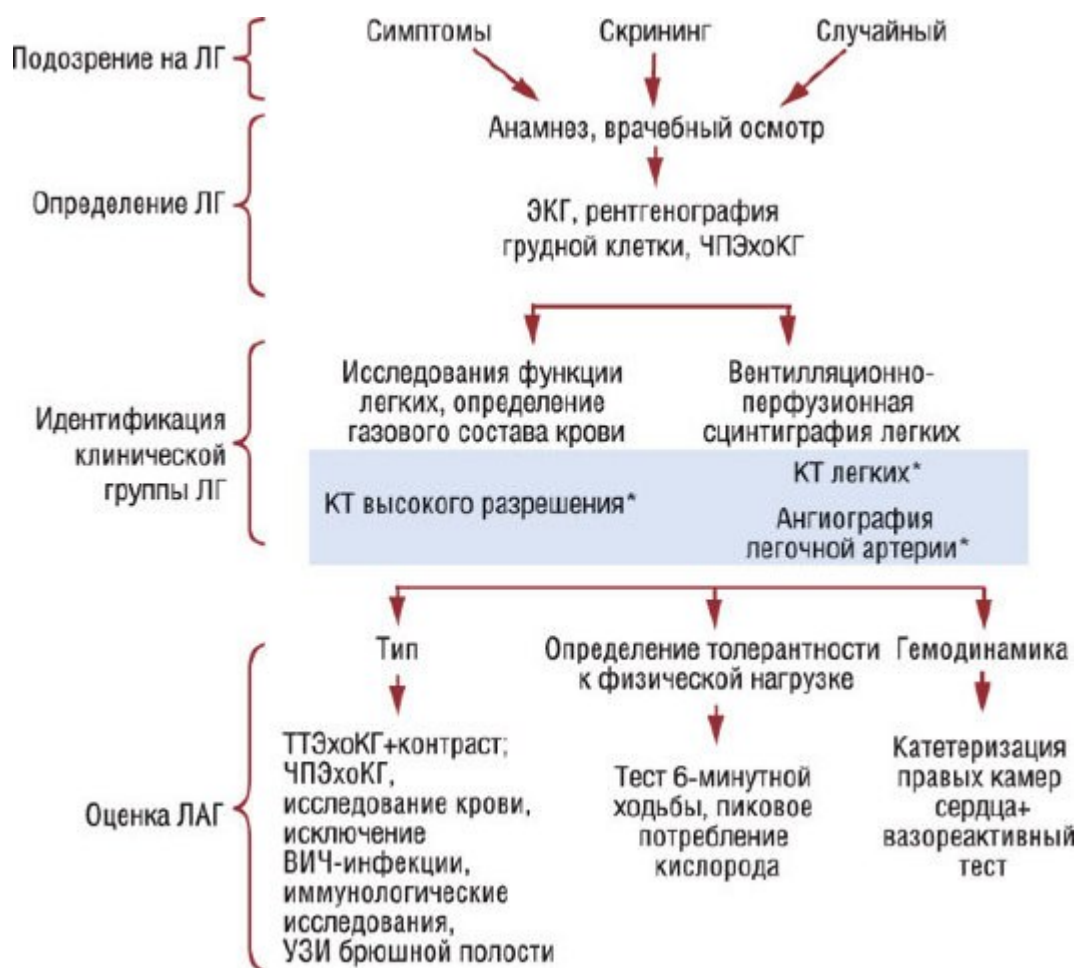 Симптомы
Скрининг
Случайный
Подозрение на ЛГ
Анамнез, врачебный осмотр
Определение ЛГ
ЭКГ, рентгенография
грудной клетки, ЧПЭхоКГ
Идентификация
клинической
группы ЛГ
Исследования функции
легких, определение
газового состава крови
Вентилляционно-
перфузионная
сцинтиграфия легких
КТ высокого разрешения*
КТ легких*
Ангиография
легочной артерии*
Оценка ЛАГ
Тип
ТТЭхоКГ+контраст;
ЧПЭхоКГ,
исследование крови,
исключение
ВИЧ-инфекции,
иммунологические
исследования,
УЗИ брюшной полости
Определение толерантности
к физической нагрузке
Тест 6-минутной
ходьбы, пиковое
потребление
кислорода
Гемодинамика
Катетеризация
правых камер
сердца+
вазореактивный
тест